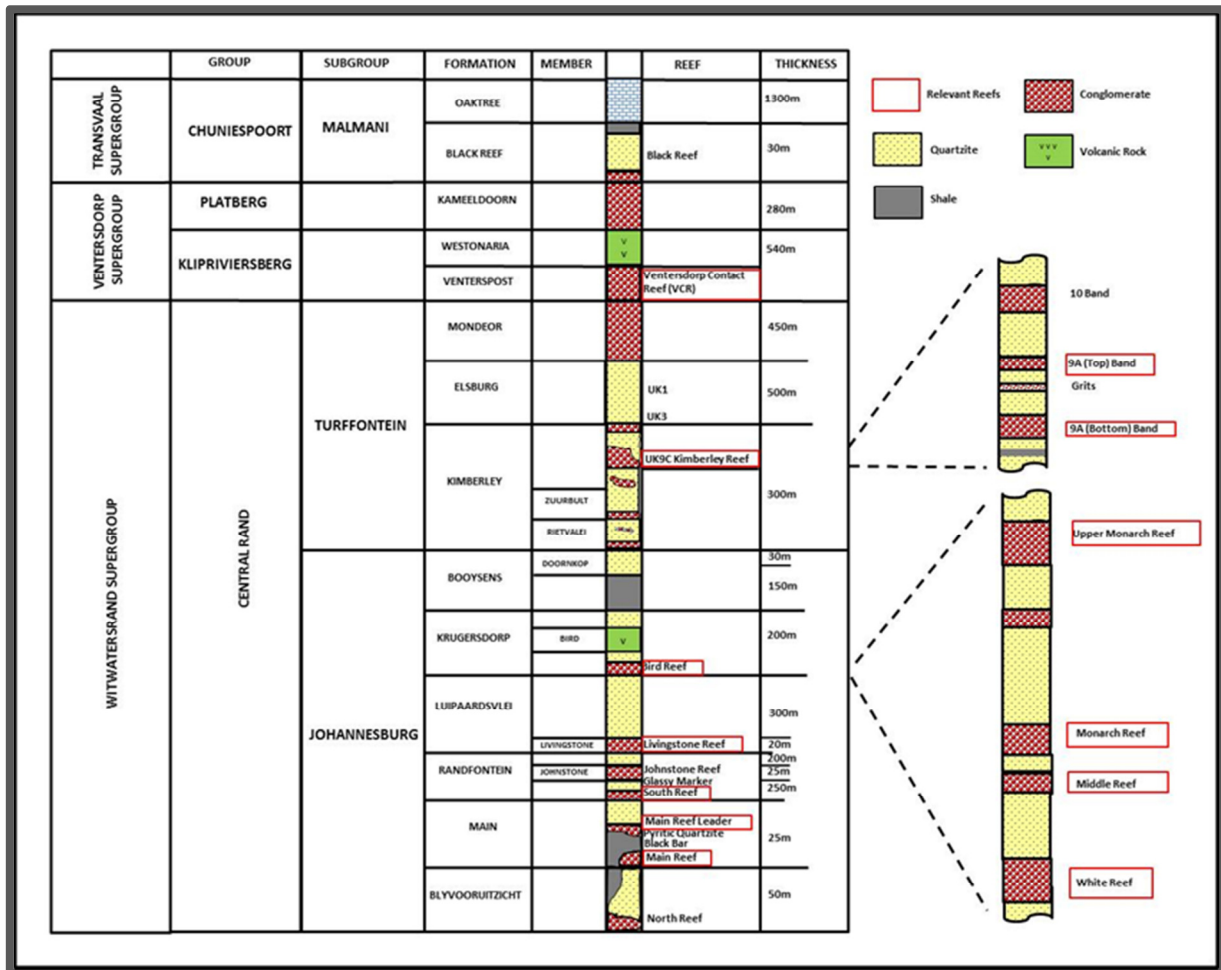 GROUP SUBGROUP FORMATION MEMBER REEF THICKNESS
TRANSVAAL
SUPERGROUP
CHUNIESPOORT
MALMANI
OAKTREE
1300m
BLACK REEF
Black Reef
30m
VENTERSDORP
SUPERGROUP
PLATBERG
KAMEELDOORN
280m
KLIPRIVIERSBERG
WESTONARIA
V
V
540m
VENTERSPOST
Ventersdorp Contact
Reef (VCR)
WITWATERSRAND SUPERGROUP
CENTRAL RAND
TURFFONTEIN
MONDEOR
450m
ELSBURG
UK1
500m
UK3
KIMBERLEY
UK9C Kimberley Reef
300m
ZUURBULT
RIETVALEI
JOHANNESBURG
BOOYSENS
DOORNKOP
30m
150m
KRUGERSDORP
BIRD
V
200m
Bird Reef
LUIPAARDSVLEI
300m
LIVINGSTONE
Livingstone Reef
20m
RANDFONTEIN
200m
JOHNSTONE
Johnstone Reef
25m
Glassy Marker
250m
South Reef
MAIN
Main Reef Leader
Pyritic Quartzite
25m
Black Bar
Main Reef
BLYVOORUITZICHT
50m
North Reef
Relevant Reefs
Conglomerate
Quartzite
V V V
V
Volcanic Rock
Shale
10 Band
9A (Top) Band
Grits
9A (Bottom) Band
Upper Monarch Reef
Monarch Reef
Middle Reef
White Reef